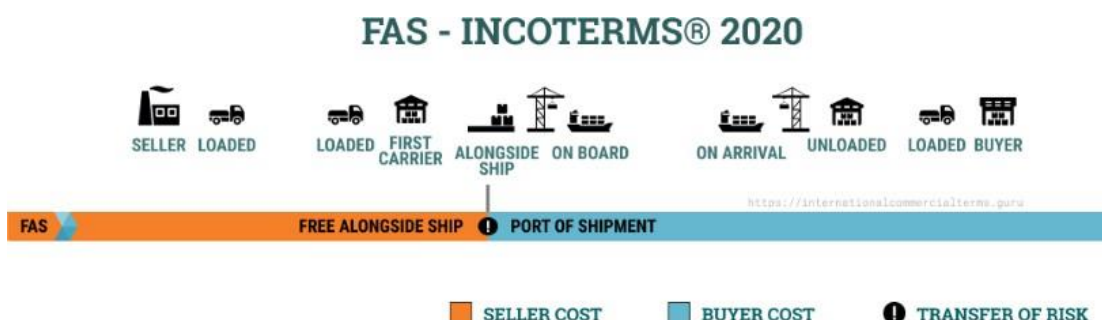 FAS - INCOTERMS® 2020
SELLER LOADED LOADED FIRST CARRIER ALONGSIDE SHIP ON BOARD ON ARRIVAL UNLOADED LOADED BUYER
https://internationalcommercialterms.guru
FAS FREE ALONGSIDE SHIP ! PORT OF SHIPMENT
SELLER COST BUYER COST ! TRANSFER OF RISK